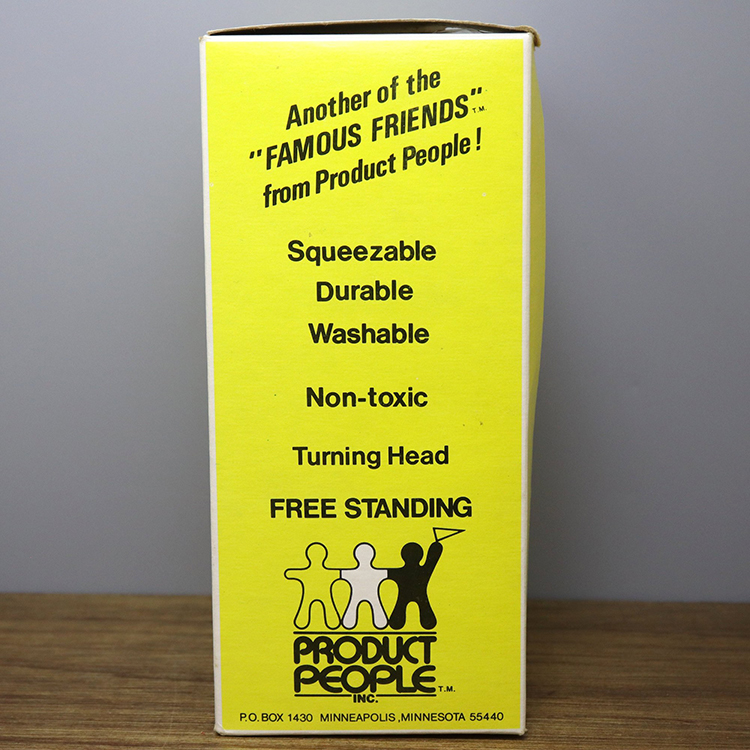 Another of the
"FAMOUS FRIENDS" T.M.
from Product People!
Squeezable
Durable
Washable
Non-toxic
Turning Head
FREE STANDING
PRODUCT
PEOPLE T.M.
INC.
P.O. BOX 1430 MINNEAPOLIS, MINNESOTA 55440